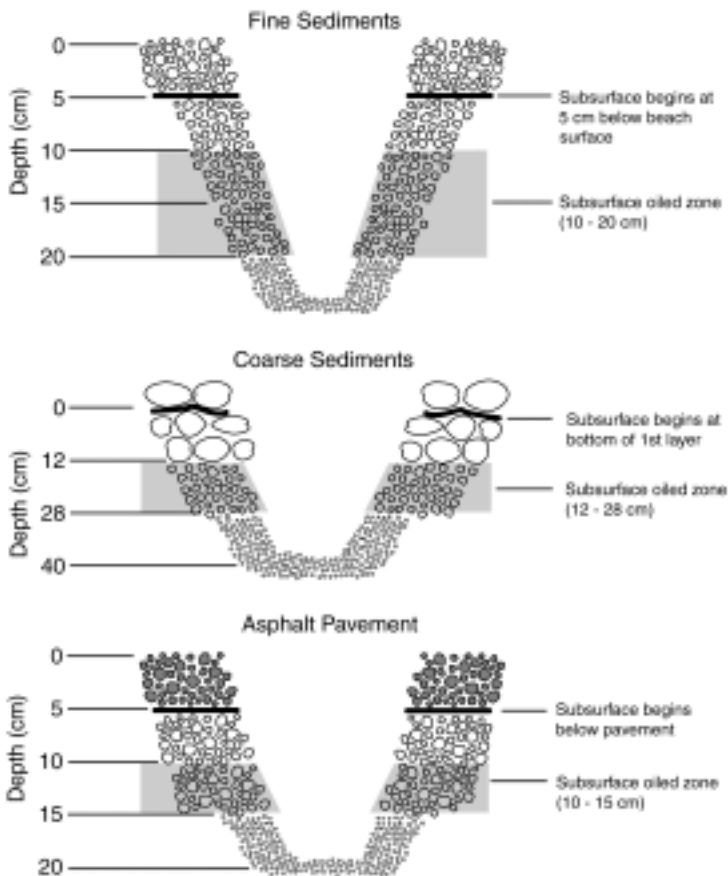 Fine Sediments
0
5
10
15
20
Depth (cm)
Subsurface begins at
5 cm below beach
surface
Subsurface oiled zone
(10 - 20 cm)
Coarse Sediments
0
12
28
40
Depth (cm)
Subsurface begins at
bottom of 1st layer
Subsurface oiled zone
(12 - 28 cm)
Asphalt Pavement
0
5
10
15
20
Depth (cm)
Subsurface begins
below pavement
Subsurface oiled zone
(10 - 15 cm)